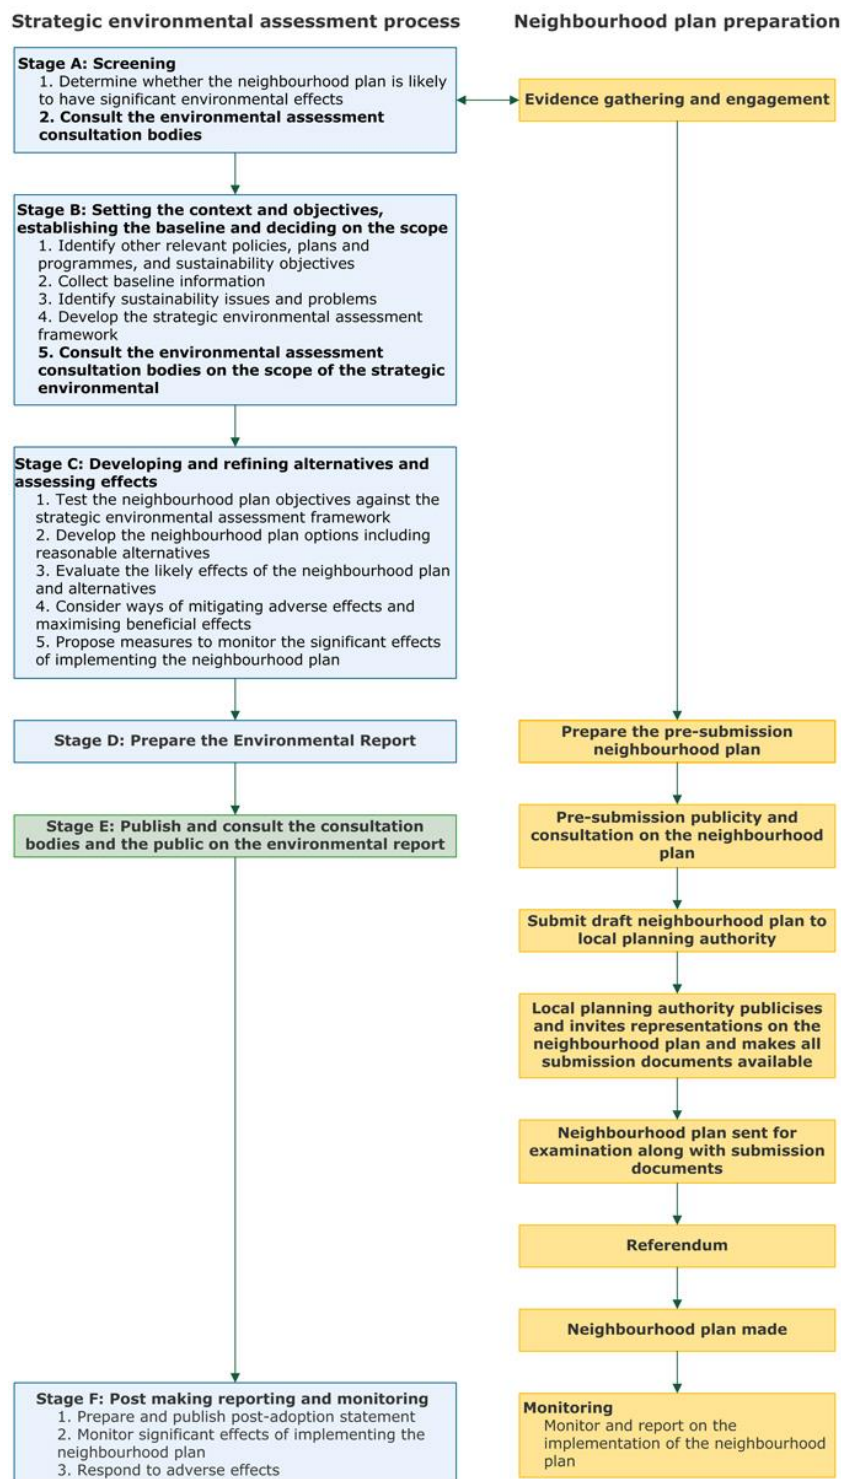 Strategic environmental assessment process
Stage A: Screening
1. Determine whether the neighbourhood plan is likely
to have significant environmental effects
2. Consult the environmental assessment
consultation bodies
Stage B: Setting the context and objectives,
establishing the baseline and deciding on the scope
1. Identify other relevant policies, plans and
programmes, and sustainability objectives
2. Collect baseline information
3. Identify sustainability issues and problems
4. Develop the strategic environmental assessment
framework
5. Consult the environmental assessment
consultation bodies on the scope of the strategic
environmental
Stage C: Developing and refining alternatives and
assessing effects
1. Test the neighbourhood plan objectives against the
strategic environmental assessment framework
2. Develop the neighbourhood plan options including
reasonable alternatives
3. Evaluate the likely effects of the neighbourhood plan
and alternatives
4. Consider ways of mitigating adverse effects and
maximising beneficial effects
5. Propose measures to monitor the significant effects
of implementing the neighbourhood plan
Stage D: Prepare the Environmental Report
Stage E: Publish and consult the consultation
bodies and the public on the environmental report
Stage F: Post making reporting and monitoring
1. Prepare and publish post-adoption statement
2. Monitor significant effects of implementing the
neighbourhood plan
3. Respond to adverse effects
Neighbourhood plan preparation
Evidence gathering and engagement
Prepare the pre-submission
neighbourhood plan
Pre-submission publicity and
consultation on the neighbourhood
plan
Submit draft neighbourhood plan to
local planning authority
Local planning authority publicises
and invites representations on the
neighbourhood plan and makes all
submission documents available
Neighbourhood plan sent for
examination along with submission
documents
Referendum
Neighbourhood plan made
Monitoring
Monitor and report on the
implementation of the neighbourhood
plan